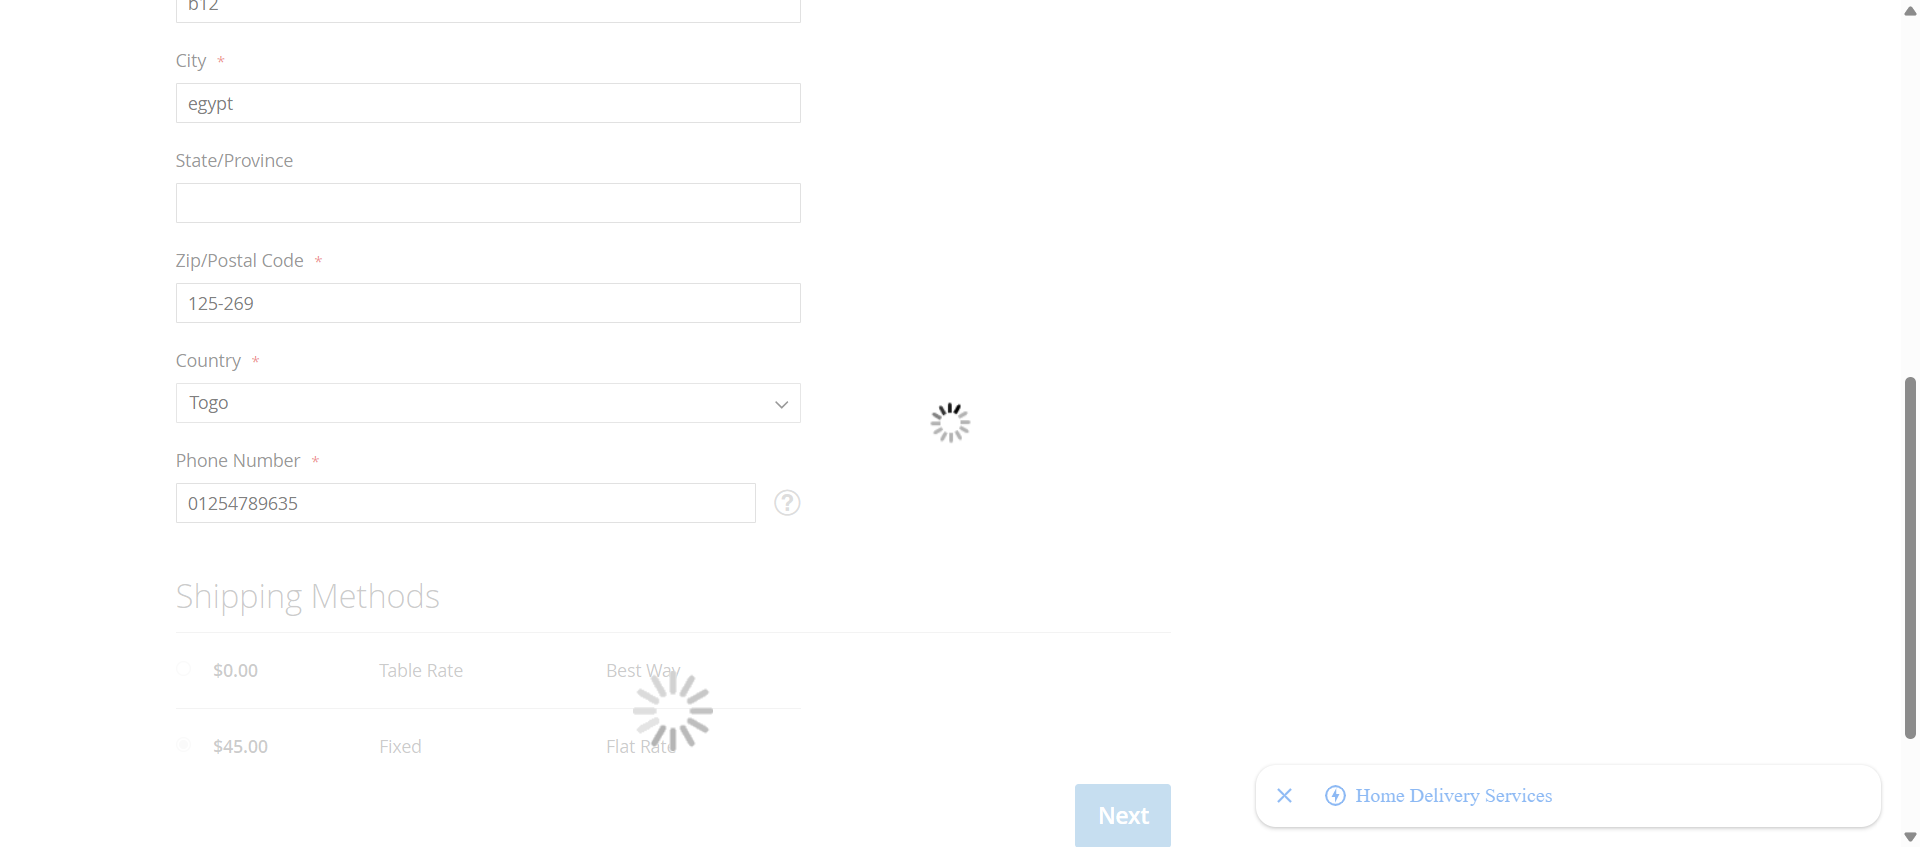 b12
City *
egypt
State/Province
Zip/Postal Code *
125-269
Country *
Togo
Phone Number *
01254789635
?
Shipping Methods
$0.00 Table Rate Best Way
$45.00 Fixed Flat Rate
Next
Home Delivery Services